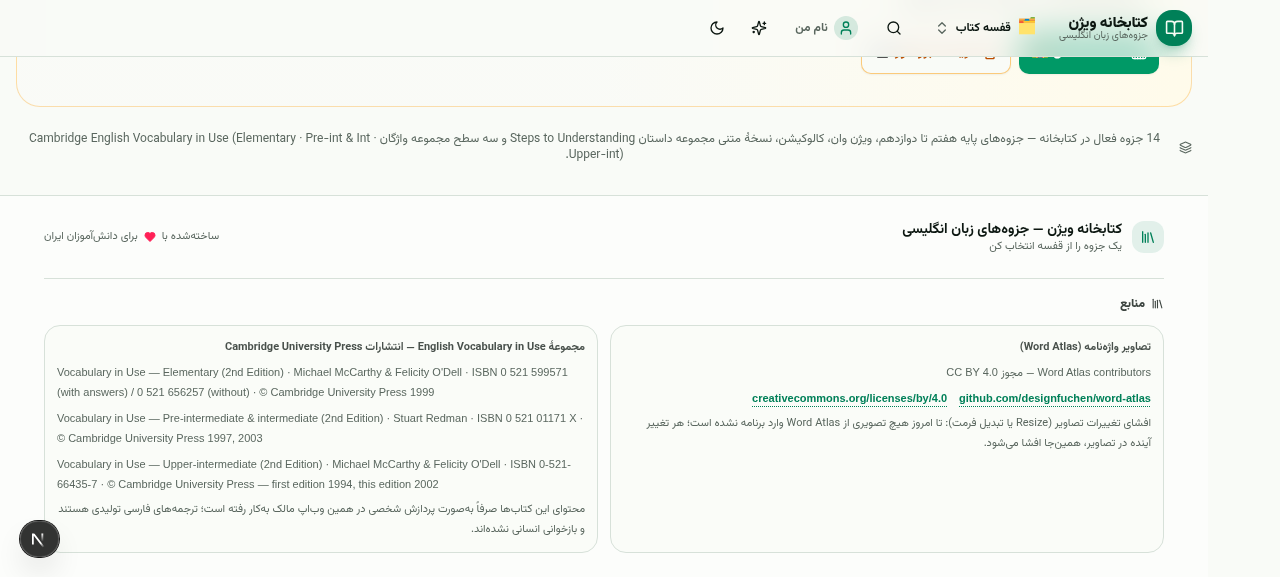 کتابخانه ویژن
جزوه‌های زبان انگلیسی
قفسه کتاب
نام من
14 جزوه فعال در کتابخانه — جزوه‌های پایه هفتم تا دوازدهم، ویژن وان، کالوکیشن، نسخهٔ متنی مجموعه داستان Steps to Understanding و سه سطح مجموعه واژگان Cambridge English Vocabulary in Use (Elementary · Pre-int & Int ·
Upper-int).
کتابخانه ویژن — جزوه‌های زبان انگلیسی
یک جزوه را از قفسه انتخاب کن
ساخته‌شده با برای دانش‌آموزان ایران
منابع
تصاویر واژه‌نامه (Word Atlas)
Word Atlas contributors — مجوز CC BY 4.0
github.com/designfuchen/word-atlas creativecommons.org/licenses/by/4.0
افشای تغییرات تصاویر (Resize یا تبدیل فرمت): تا امروز هیچ تصویری از Word Atlas وارد برنامه نشده است؛ هر تغییر
آینده در تصاویر، همین‌جا افشا می‌شود.
مجموعهٔ English Vocabulary in Use — انتشارات Cambridge University Press
Vocabulary in Use — Elementary (2nd Edition) · Michael McCarthy & Felicity O'Dell · ISBN 0 521 599571
(with answers) / 0 521 656257 (without) · © Cambridge University Press 1999
Vocabulary in Use — Pre-intermediate & intermediate (2nd Edition) · Stuart Redman · ISBN 0 521 01171 X ·
© Cambridge University Press 1997, 2003
Vocabulary in Use — Upper-intermediate (2nd Edition) · Michael McCarthy & Felicity O'Dell · ISBN 0-521-
66435-7 · © Cambridge University Press — first edition 1994, this edition 2002
محتوای این کتاب‌ها صرفاً به‌صورت پردازش شخصی در همین وب‌اپ مالک به‌کار رفته است؛ ترجمه‌های فارسی تولیدی هستند
و بازخوانی انسانی نشده‌اند.